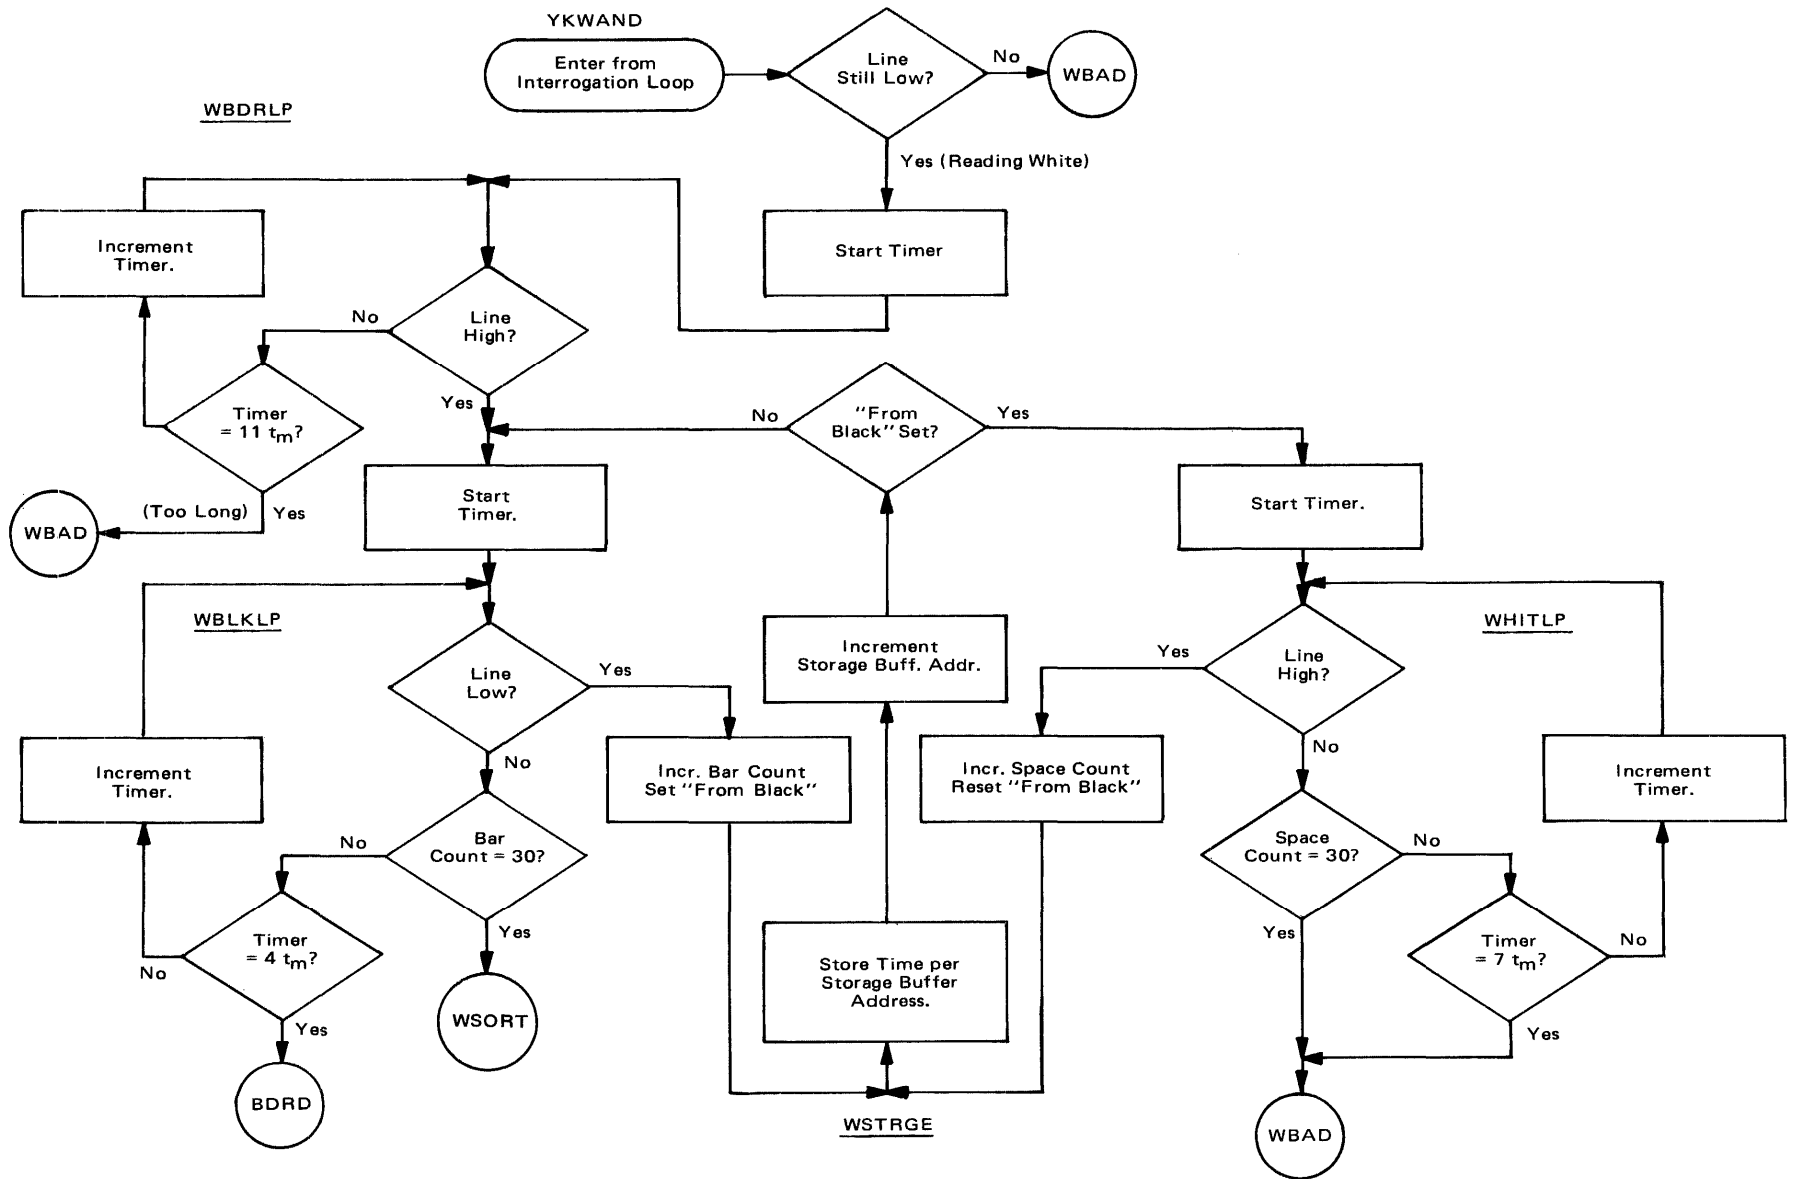 YKWAND
Enter from
Interrogation Loop
Line
Still Low?
No
WBAD
WBDRLP
Yes (Reading White)
Increment
Timer.
Start Timer
Line
High?
No
Yes
Timer
= 11 tm?
(Too Long)
Yes
WBAD
"From
Black" Set?
No
Yes
Start
Timer.
Start Timer.
WBLKLP
Line
Low?
Yes
No
Increment
Storage Buff. Addr.
WHITLP
Line
High?
Yes
No
Increment
Timer.
Incr. Bar Count
Set "From Black"
Incr. Space Count
Reset "From Black"
Increment
Timer.
Bar
Count = 30?
No
Yes
Space
Count = 30?
No
Yes
Timer
= 4 tm?
No
Yes
Timer
= 7 tm?
No
Yes
Store Time per
Storage Buffer
Address.
WSORT
BDRD
WSTRGE
WBAD